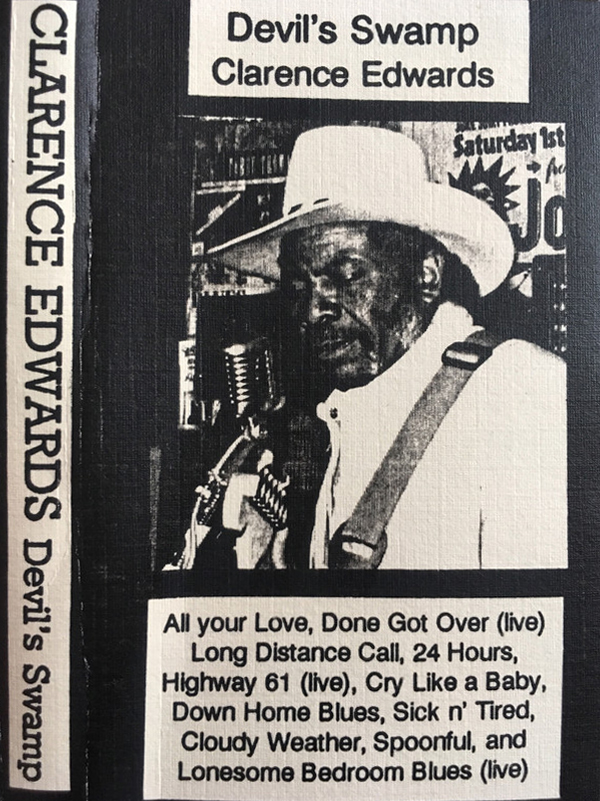 CLARENCE EDWARDS Devil's Swamp
Devil's Swamp
Clarence Edwards
Saturday 1st
Jo
All your Love, Done Got Over (live)
Long Distance Call, 24 Hours,
Highway 61 (live), Cry Like a Baby,
Down Home Blues, Sick n' Tired,
Cloudy Weather, Spoonful, and
Lonesome Bedroom Blues (live)